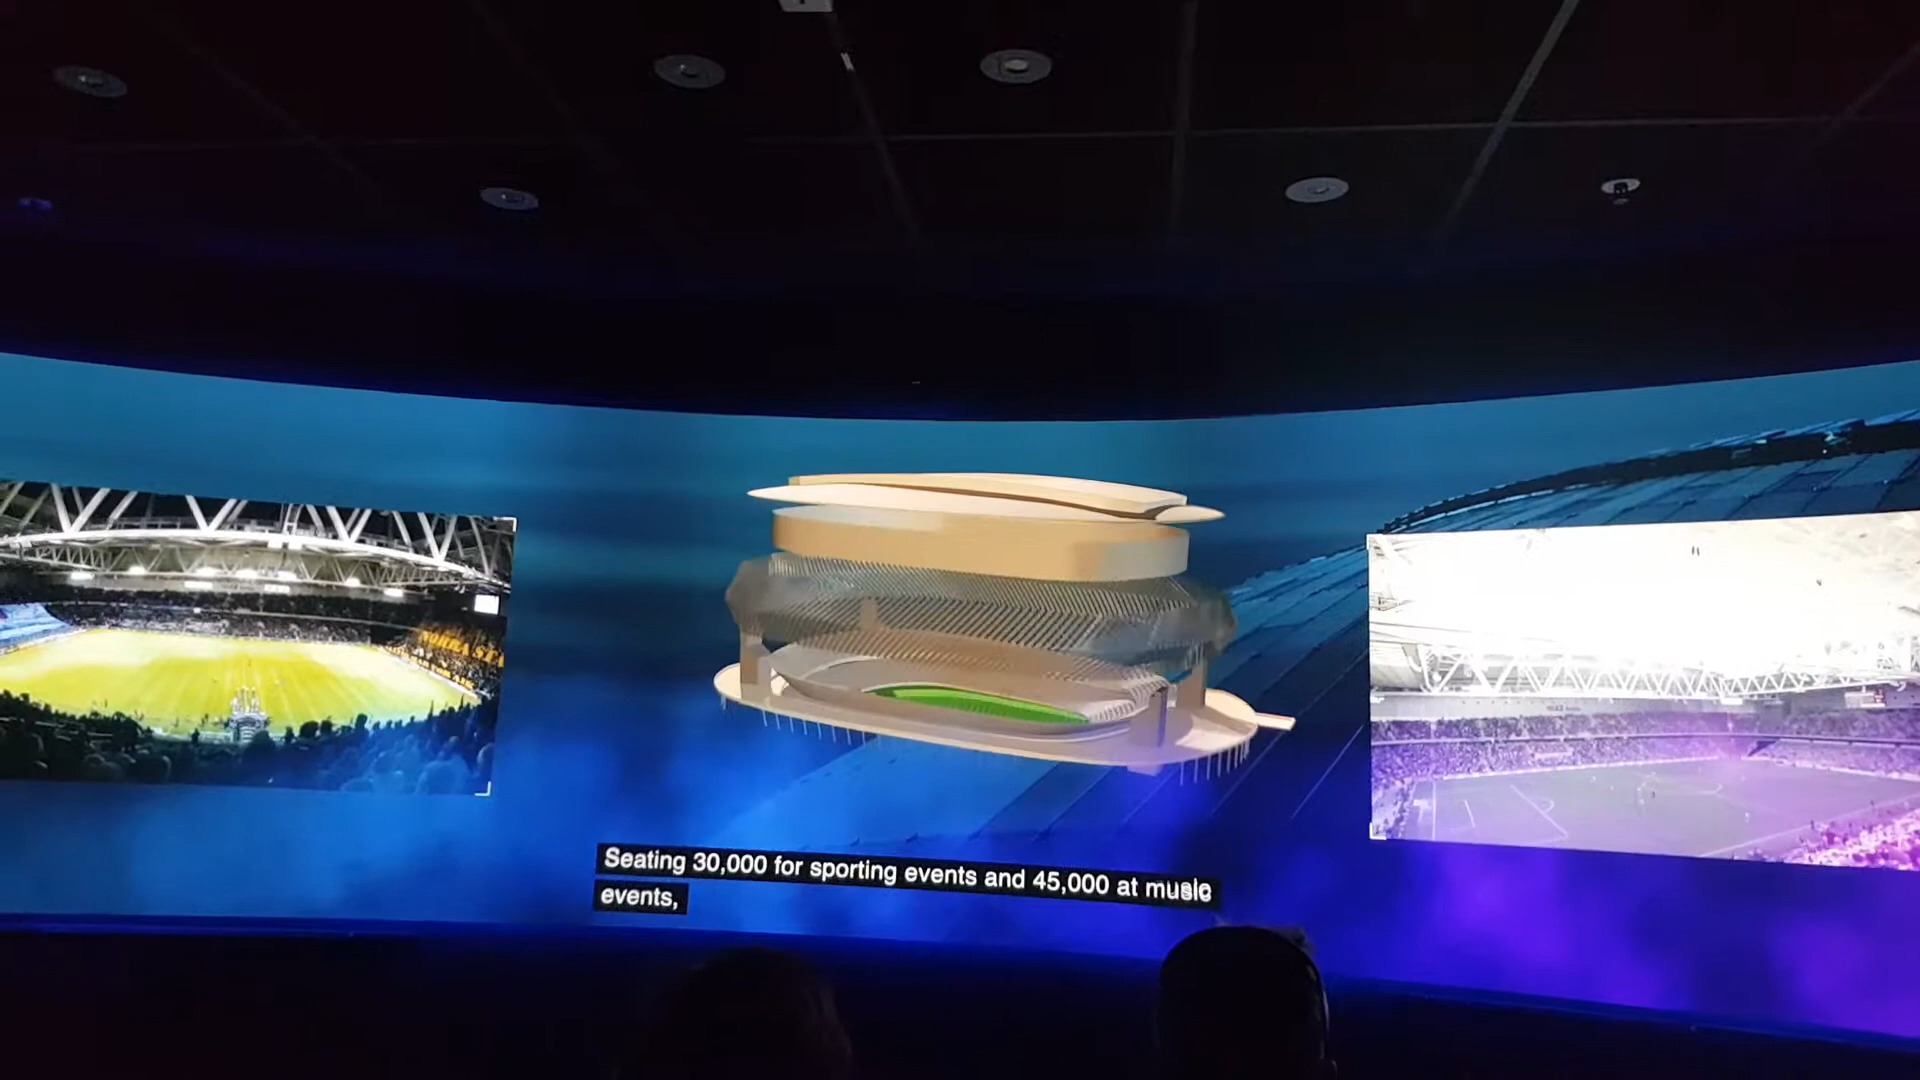 Seating 30,000 for sporting events and 45,000 at music
events,